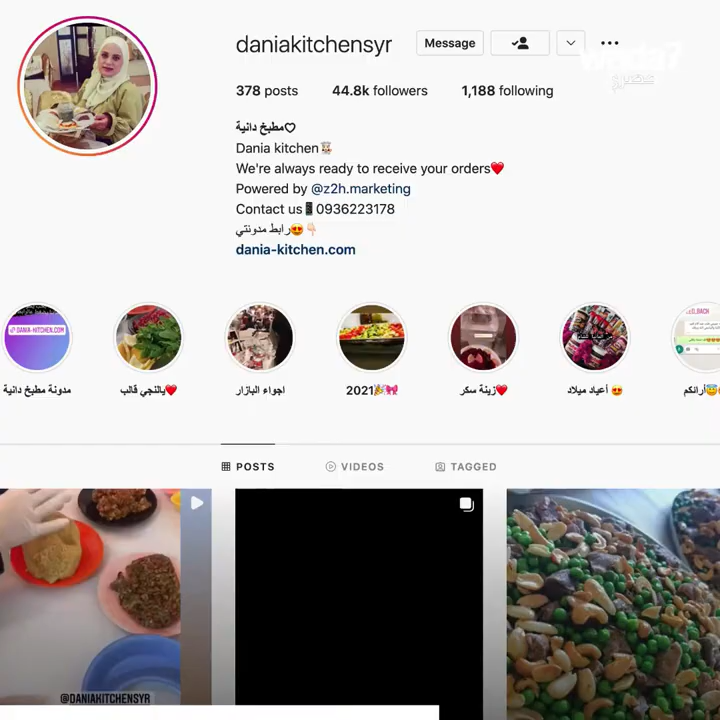 daniakitchensyr
Message
378 posts 44.8k followers 1,188 following
مطبخ دانية♡
Dania kitchen👩🏻‍🍳
We're always ready to receive your orders❤️
Powered by @z2h.marketing
Contact us📱0936223178
رابط مدونتي😍👇🏻
dania-kitchen.com
DANIA-KITCHEN.COM
مدونة مطبخ دانية
يالنجي قالب❤️
اجواء البازار
2021🎉🎀
زينة سكر❤️
أعياد ميلاد 😍
POSTS
VIDEOS
TAGGED
@DANIAKITCHENSYR